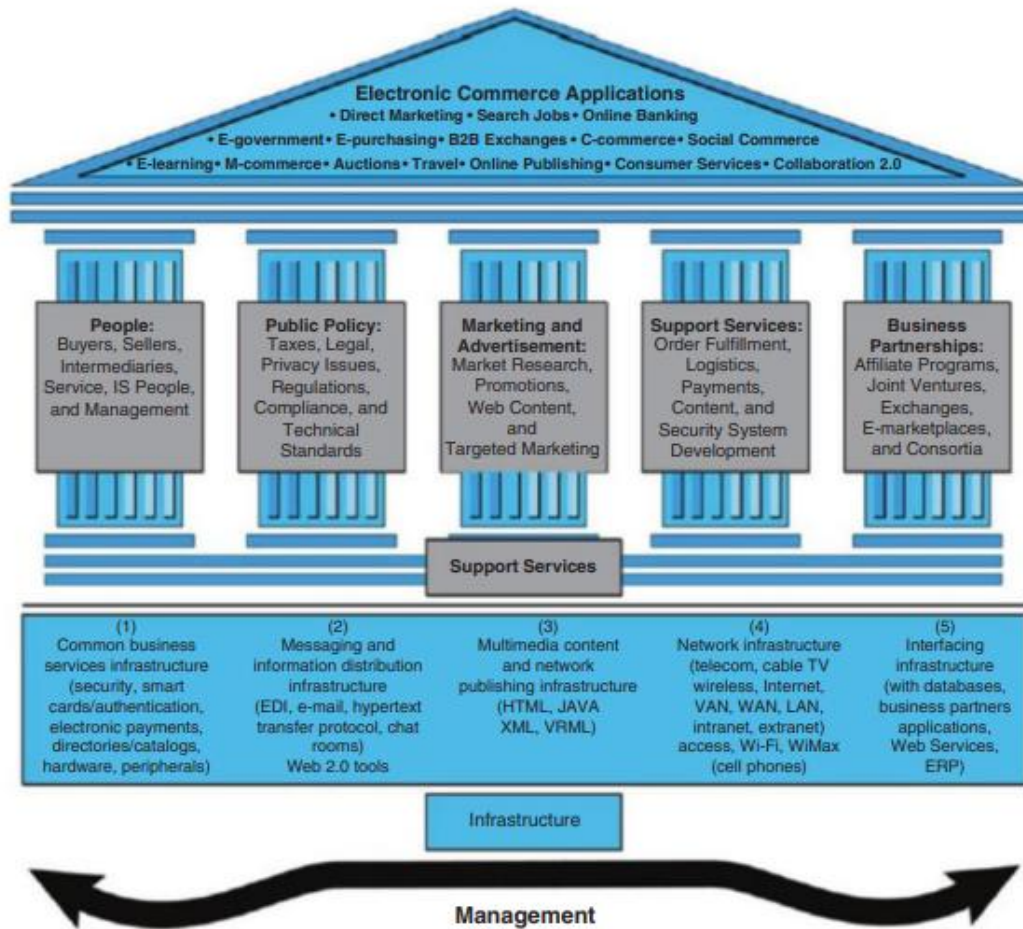 Electronic Commerce Applications
• Direct Marketing • Search Jobs • Online Banking
• E-government • E-purchasing • B2B Exchanges • C-commerce • Social Commerce
• E-learning • M-commerce • Auctions • Travel • Online Publishing • Consumer Services • Collaboration 2.0
People:
Buyers, Sellers,
Intermediaries,
Service, IS People,
and Management
Public Policy:
Taxes, Legal,
Privacy Issues,
Regulations,
Compliance, and
Technical
Standards
Marketing and
Advertisement:
Market Research,
Promotions,
Web Content,
and
Targeted Marketing
Support Services:
Order Fulfillment,
Logistics,
Payments,
Content, and
Security System
Development
Business
Partnerships:
Affiliate Programs,
Joint Ventures,
Exchanges,
E-marketplaces,
and Consortia
Support Services
(1)
Common business
services infrastructure
(security, smart
cards/authentication,
electronic payments,
directories/catalogs,
hardware, peripherals)
(2)
Messaging and
information distribution
infrastructure
(EDI, e-mail, hypertext
transfer protocol, chat
rooms)
Web 2.0 tools
(3)
Multimedia content
and network
publishing infrastructure
(HTML, JAVA
XML, VRML)
(4)
Network infrastructure
(telecom, cable TV
wireless, Internet,
VAN, WAN, LAN,
intranet, extranet)
access, Wi-Fi, WiMax
(cell phones)
(5)
Interfacing
infrastructure
(with databases,
business partners
applications,
Web Services,
ERP)
Infrastructure
Management